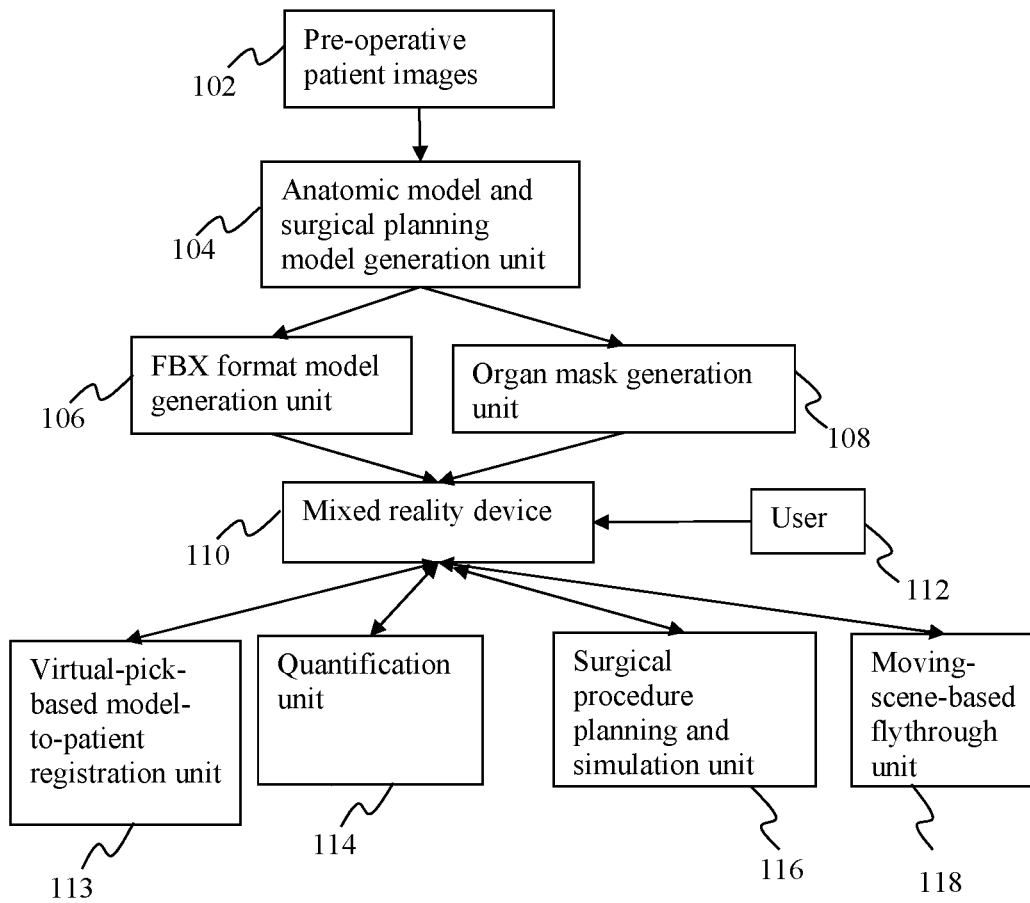 Pre-operative
patient images
102
Anatomic model and
surgical planning
model generation unit
104
FBX format model
generation unit
106
Organ mask generation
unit
108
Mixed reality device
110
User
112
Virtual-pick-
based model-
to-patient
registration unit
113
Quantification
unit
114
Surgical
procedure
planning and
simulation unit
116
Moving-
scene-based
flythrough
unit
118